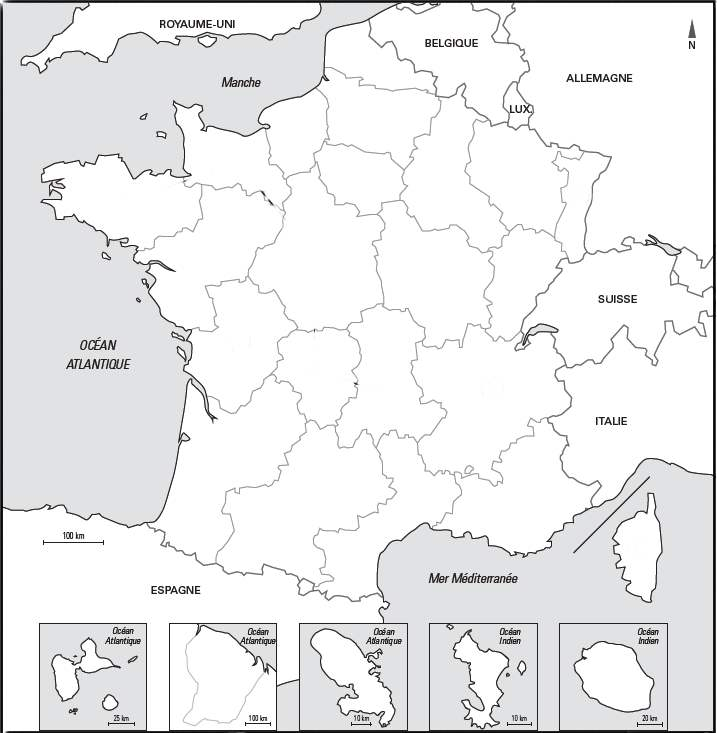 ROYAUME-UNI
BELGIQUE
N
Manche
ALLEMAGNE
LUX.
SUISSE
OCÉAN
ATLANTIQUE
ITALIE
100 km
Mer Méditerranée
ESPAGNE
Océan
Atlantique
25 km
Océan
Atlantique
100 km
Océan
Atlantique
10 km
Océan
Indien
10 km
Océan
Indien
20 km